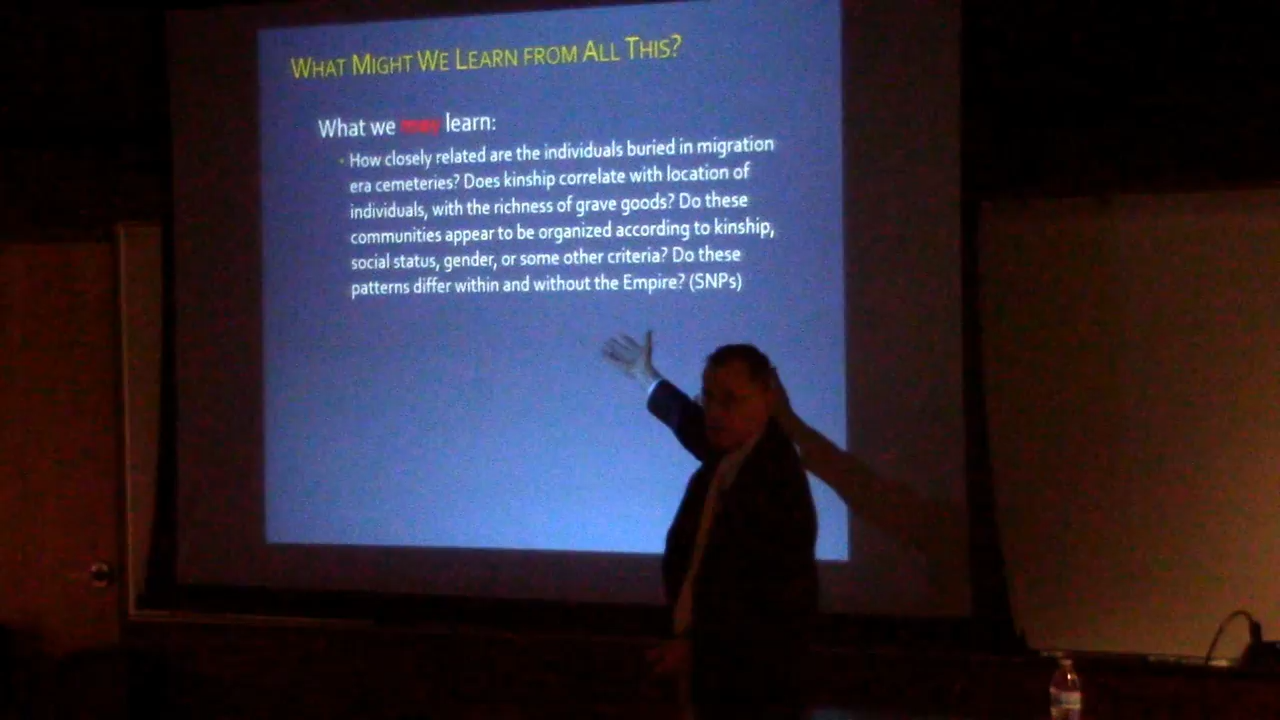 WHAT MIGHT WE LEARN FROM ALL THIS?
What we may learn:
• How closely related are the individuals buried in migration
era cemeteries? Does kinship correlate with location of
individuals, with the richness of grave goods? Do these
communities appear to be organized according to kinship,
social status, gender, or some other criteria? Do these
patterns differ within and without the Empire? (SNPs)